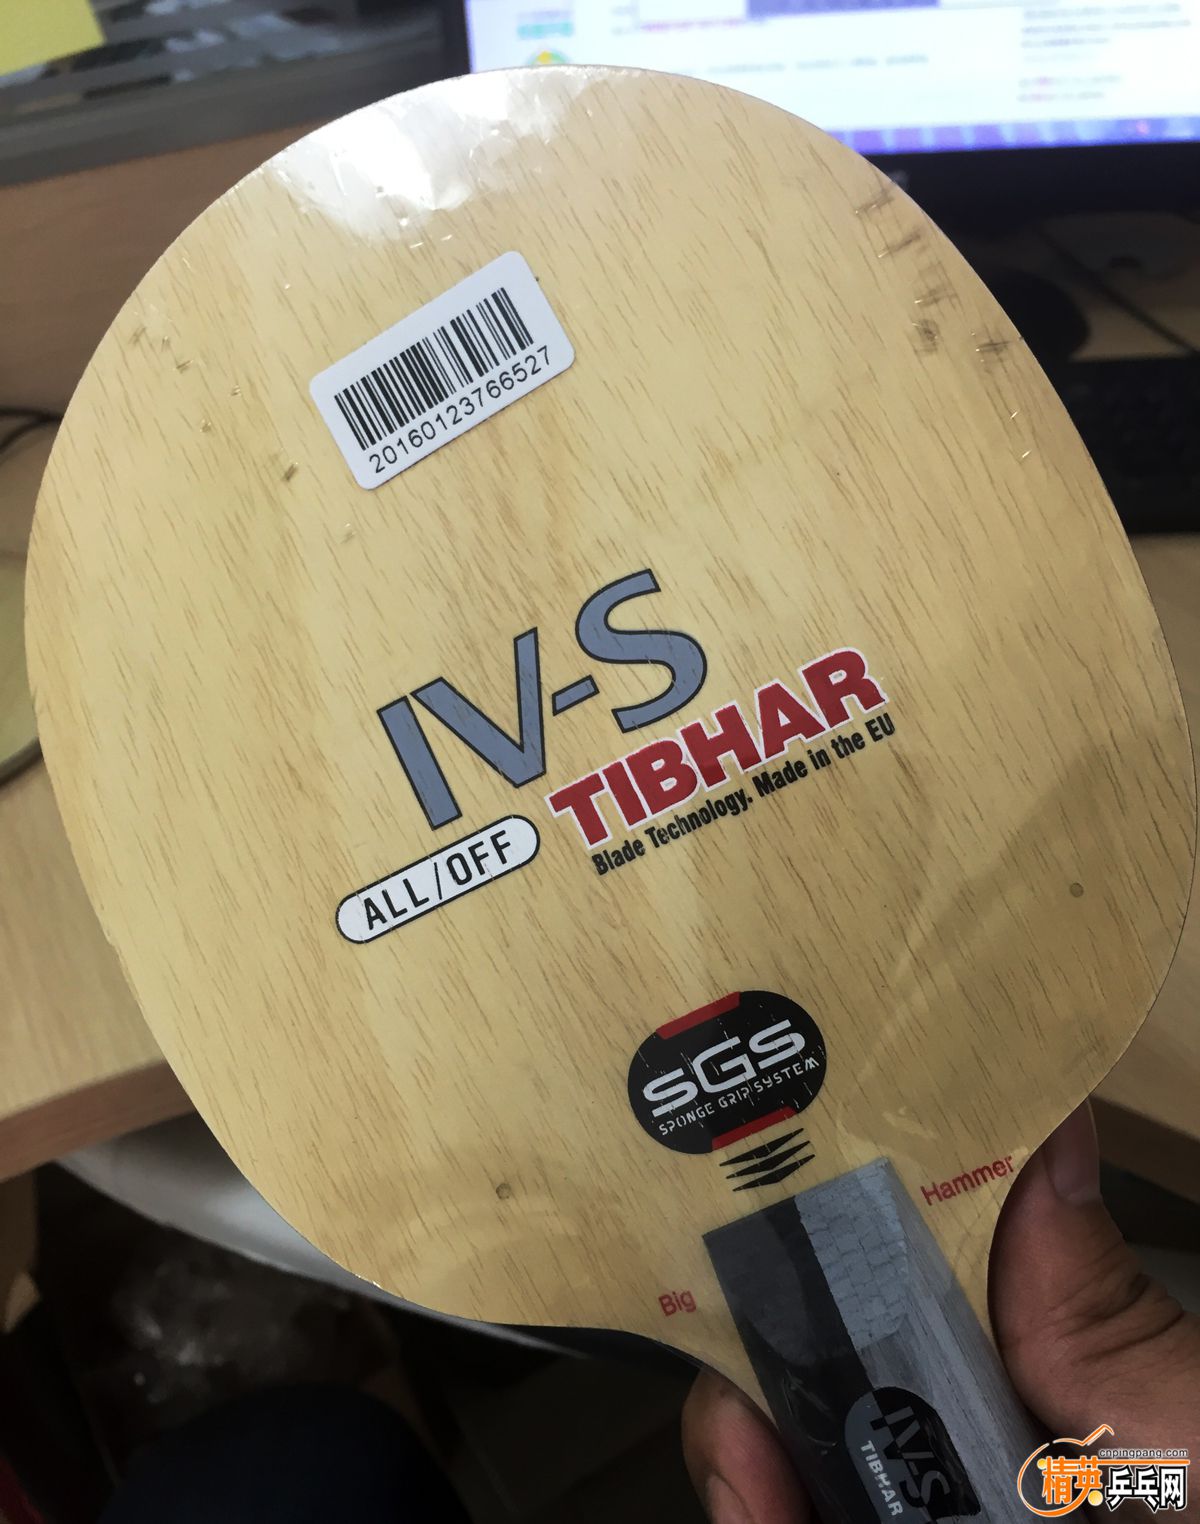 20160123766527
IV-S
TIBHAR
Blade Technology. Made in the EU
ALL/OFF
SGS
SPONGE GRIP SYSTEM
Hammer
Big
IV-S
TIBHAR
cnpingpang.com
精英乒乓网